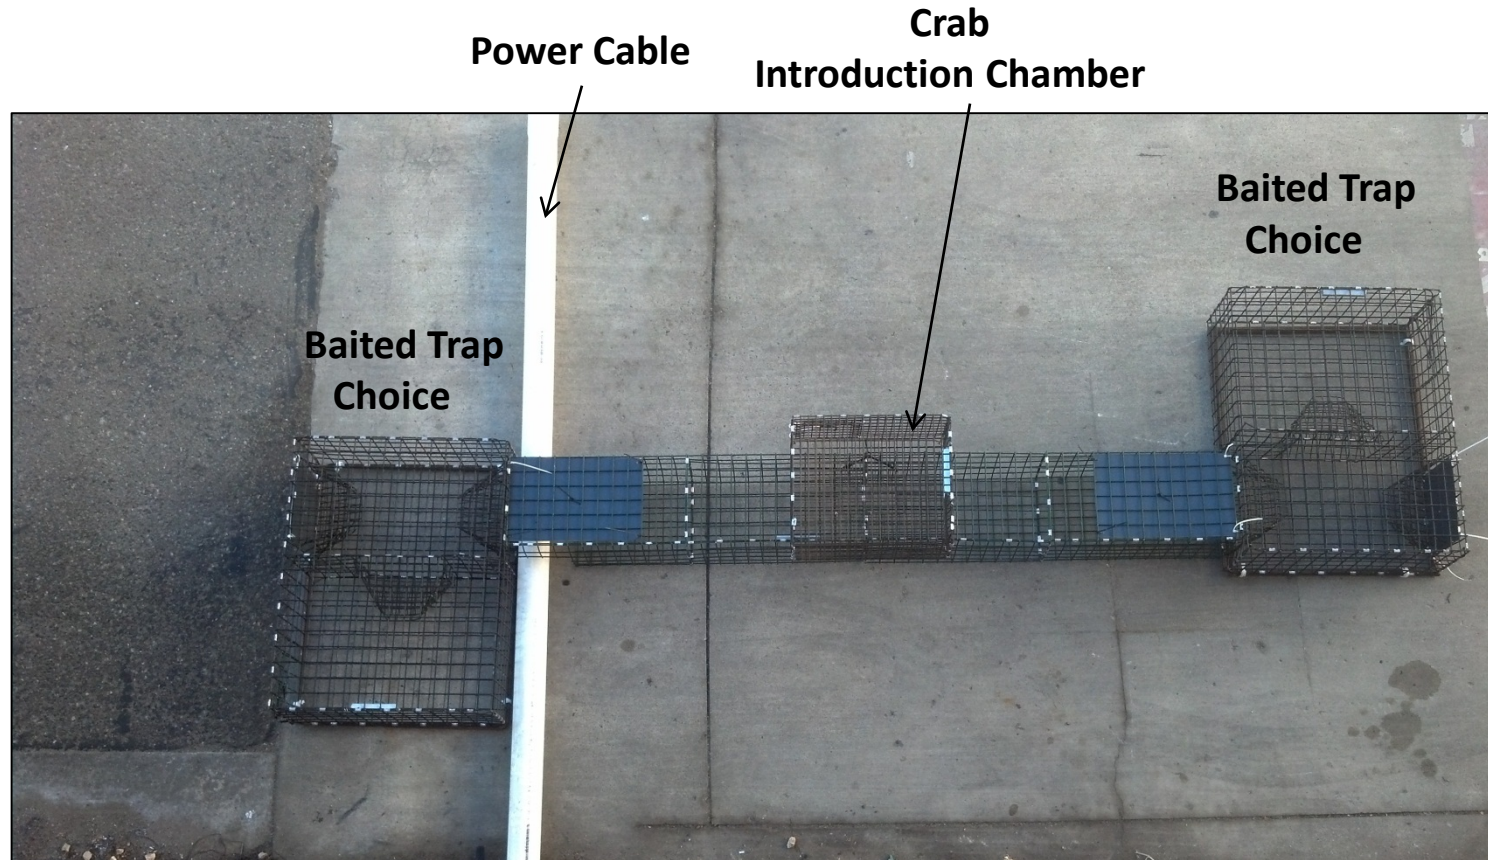 Power Cable
Crab
Introduction Chamber
Baited Trap
Choice
Baited Trap
Choice